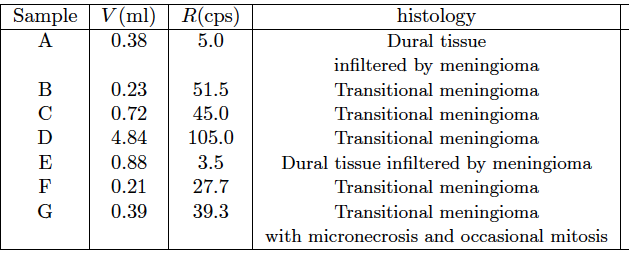 Sample V(ml) R(cps) histology
A 0.38 5.0 Dural tissue
infiltrated by meningioma
B 0.23 51.5 Transitional meningioma
C 0.72 45.0 Transitional meningioma
D 4.84 105.0 Transitional meningioma
E 0.88 3.5 Dural tissue infiltred by meningioma
F 0.21 27.7 Transitional meningioma
G 0.39 39.3 Transitional meningioma
with micronecrosis and occasional mitosis